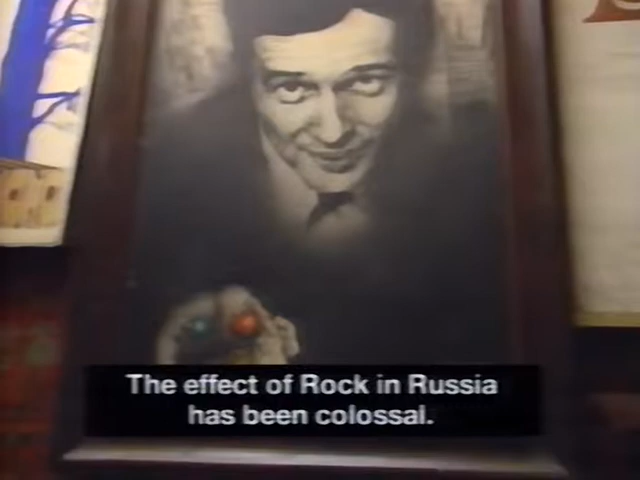 The effect of Rock in Russia
has been colossal.